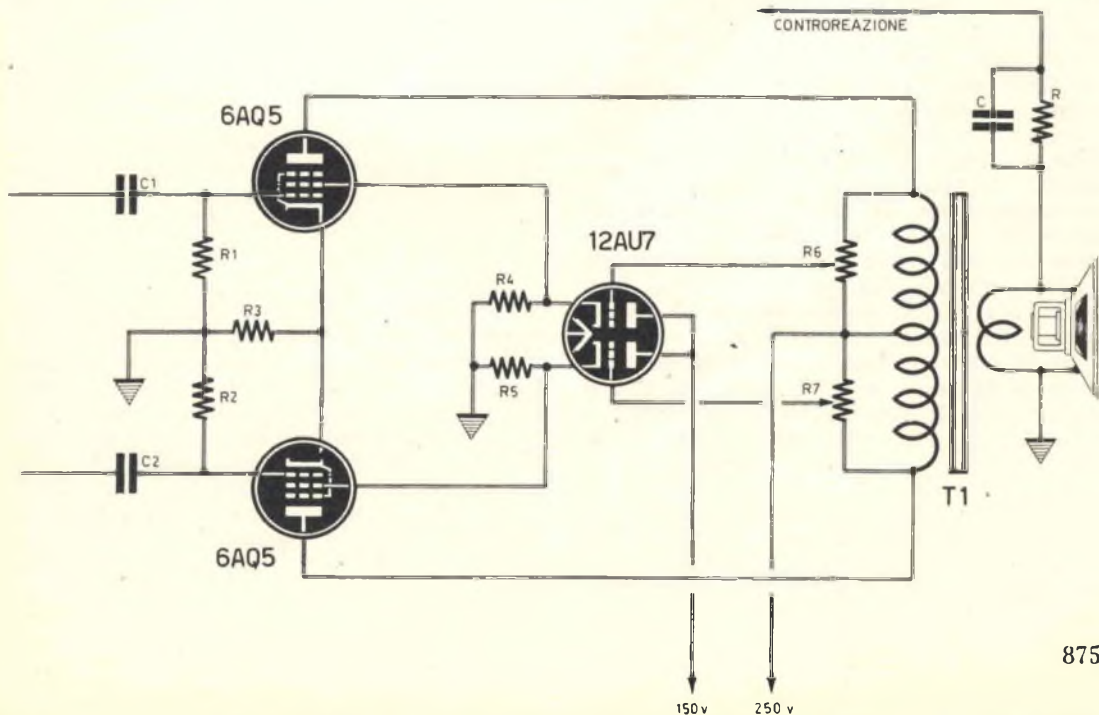 CONTROREAZIONE
C
R
6AQ5
C1
R1
12AU7
R6
R4
R3
R5
R2
R7
C2
T1
6AQ5
875
150 v
250 v